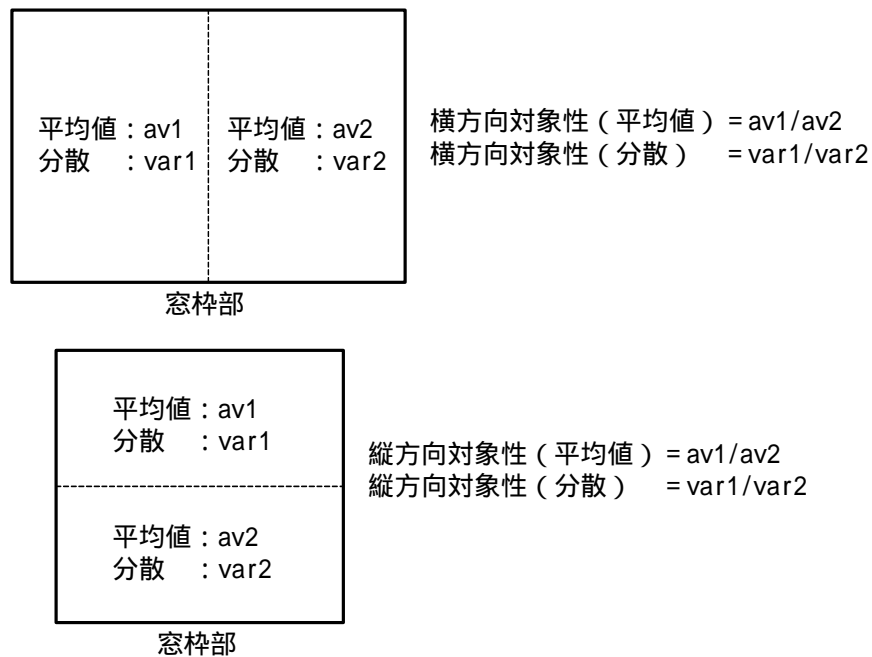 平均値：av1
分散　：var1
平均値：av2
分散　：var2
横方向対象性（平均値）= av1/av2
横方向対象性（分散）　= var1/var2
窓枠部
平均値：av1
分散　：var1
平均値：av2
分散　：var2
縦方向対象性（平均値）= av1/av2
縦方向対象性（分散）　= var1/var2
窓枠部